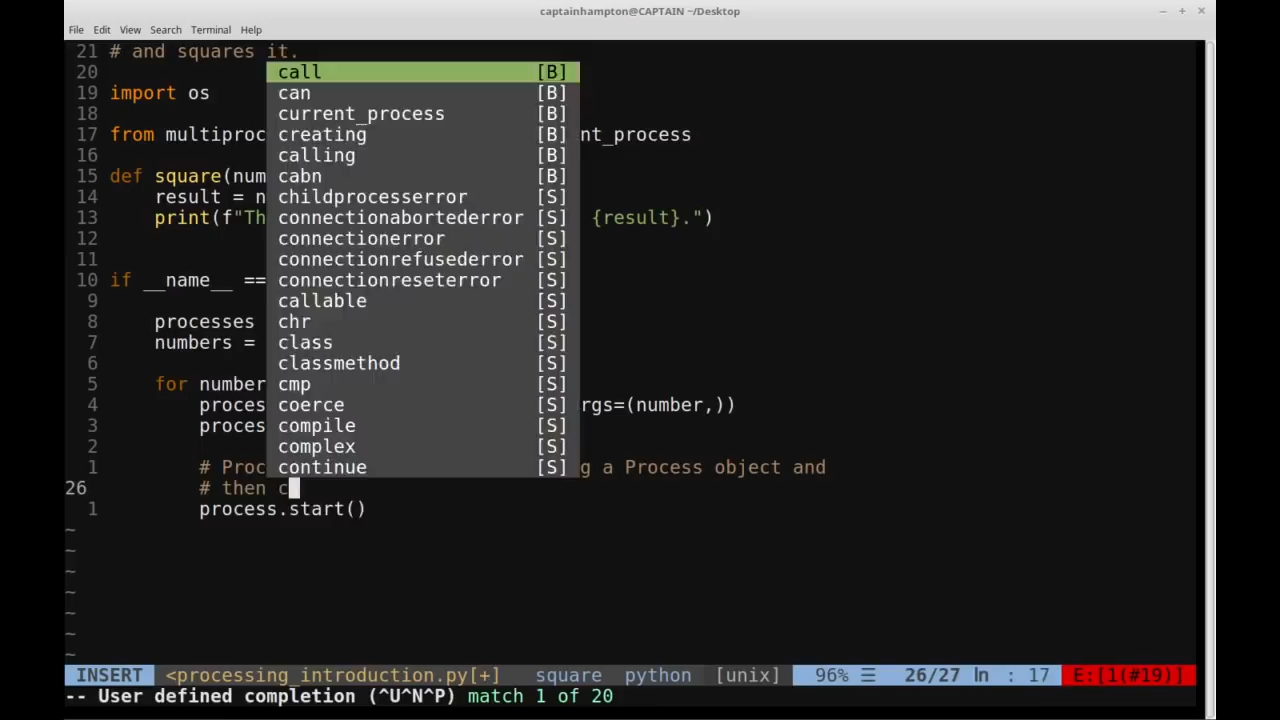 captainhampton@CAPTAIN ~/Desktop
File Edit View Search Terminal Help
21 # and squares it.
20 call [B]
19 import os can [B]
18 current_process [B]
17 from multiproc creating [B] nt_process
16 calling [B]
15 def square(num cabn [B]
14 result = n childprocesserror [S]
13 print(f"Th connectionabortederror [S] {result}.")
12 connectionerror [S]
11 connectionrefusederror [S]
10 if __name__ == connectionreseterror [S]
9 callable [S]
8 processes chr [S]
7 numbers = class [S]
6 classmethod [S]
5 for number cmp [S]
4 proces coerce [S] rgs=(number,))
3 proces compile [S]
2 complex [S]
1 # Proc continue [S] g a Process object and
26 # then c
1 process.start()
~
~
~
~
~
~
~
INSERT <processing_introduction.py[+] square python [unix] 96% ☰ 26/27 ln : 17 E:[1(#19)]
-- User defined completion (^U^N^P) match 1 of 20